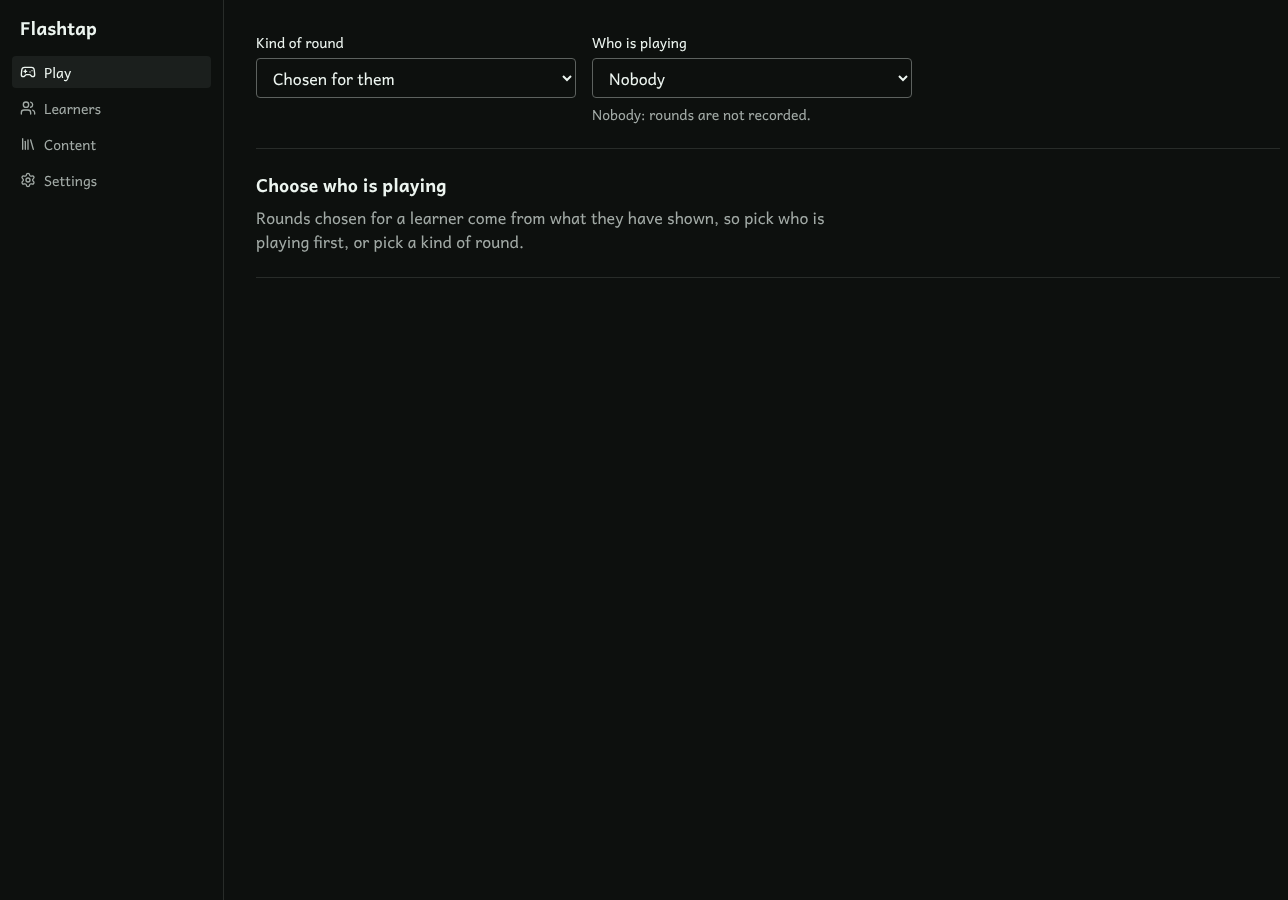 Flashtap
Play
Learners
Content
Settings
Kind of round
Chosen for them
Who is playing
Nobody
Nobody: rounds are not recorded.
Choose who is playing
Rounds chosen for a learner come from what they have shown, so pick who is
playing first, or pick a kind of round.